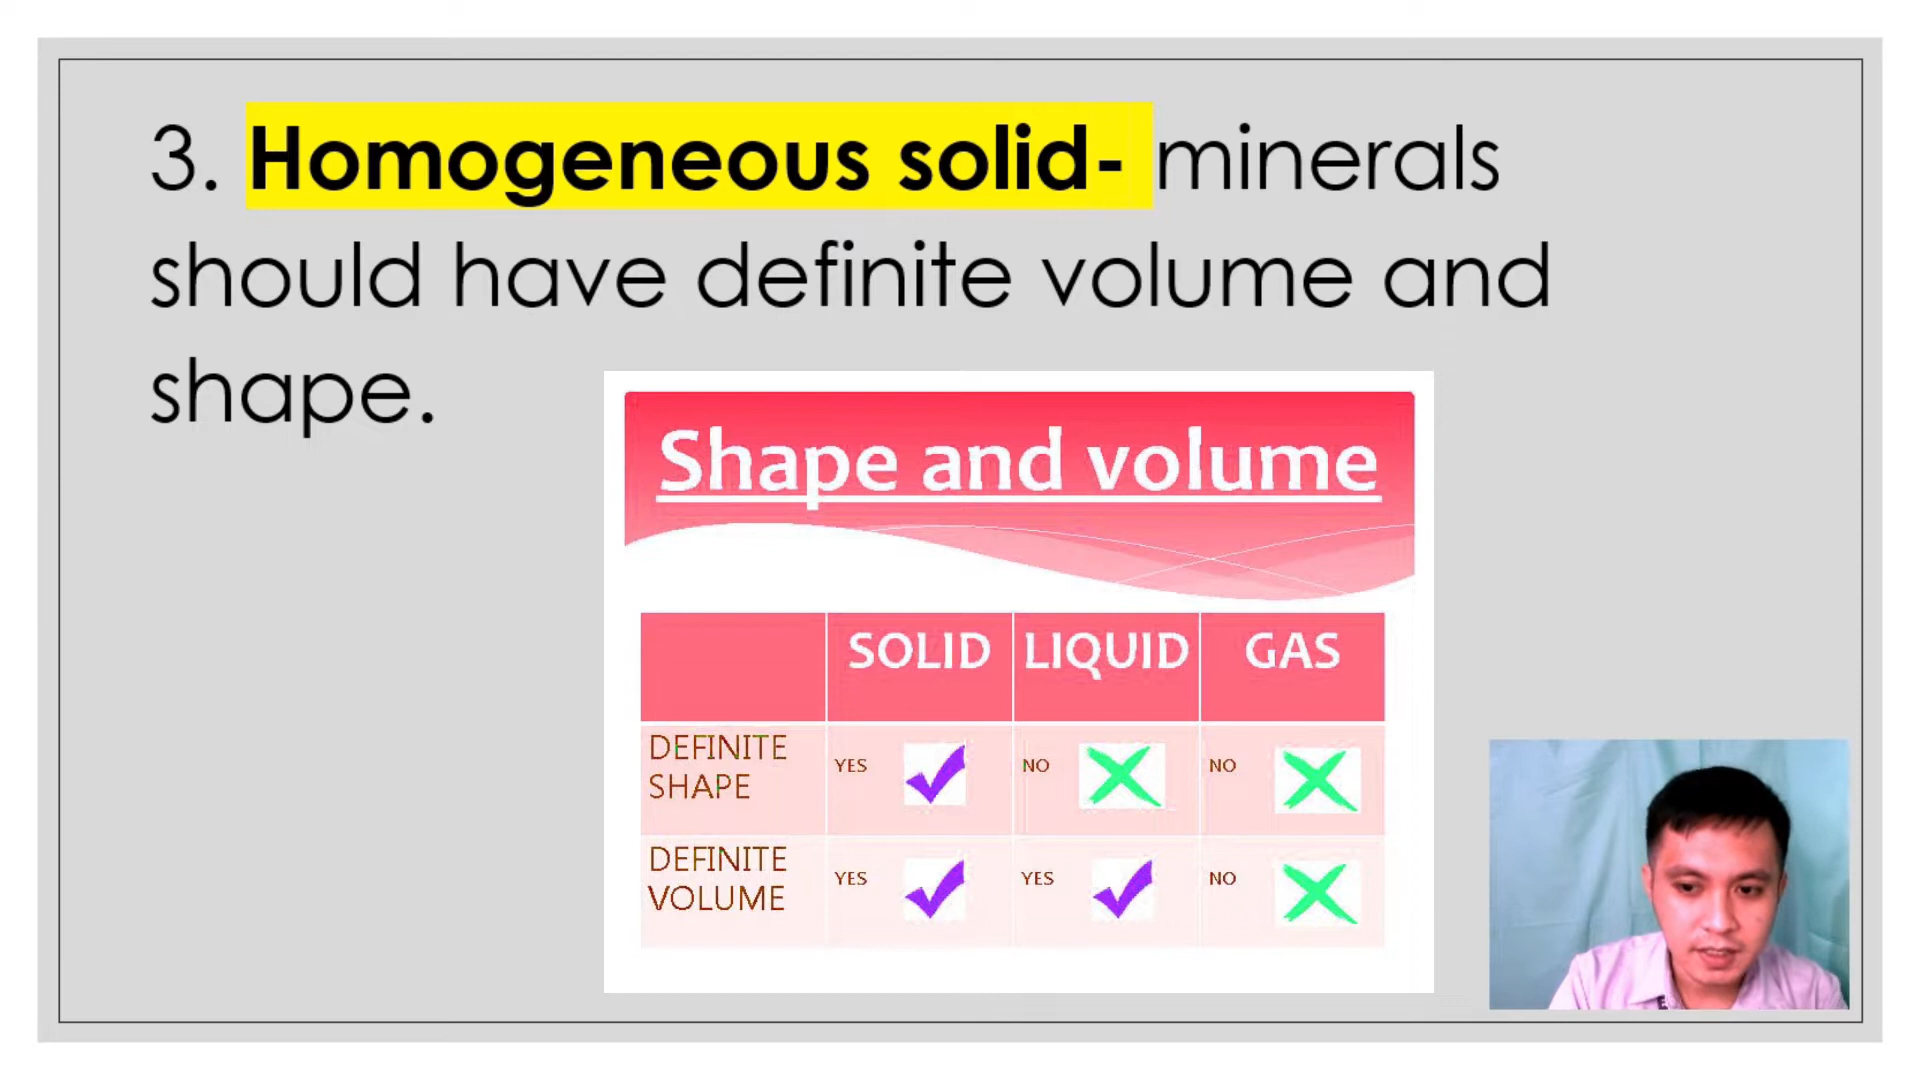 3. Homogeneous solid- minerals
should have definite volume and
shape.
Shape and volume
SOLID LIQUID GAS
DEFINITE SHAPE YES NO NO
DEFINITE VOLUME YES YES NO